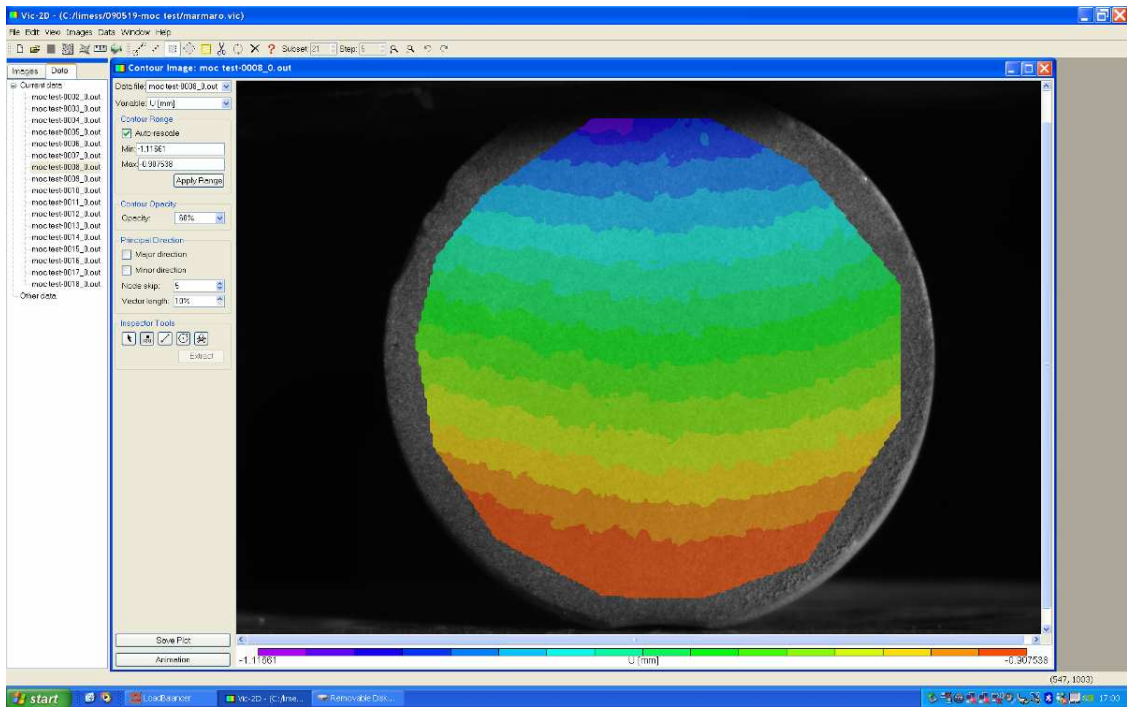 Vic-2D - (C:/limess/090519-moc test/marmaro.vic)
File Edit View Images Data Window Help
Subset: 21 Step: 5
Images Data
Current data
moc test-0002_0.out
moc test-0003_0.out
moc test-0004_0.out
moc test-0005_0.out
moc test-0006_0.out
moc test-0007_0.out
moc test-0008_0.out
moc test-0009_0.out
moc test-0010_0.out
moc test-0011_0.out
moc test-0012_0.out
moc test-0013_0.out
moc test-0014_0.out
moc test-0015_0.out
moc test-0016_0.out
moc test-0017_0.out
moc test-0018_0.out
Other data
Contour Image: moc test-0008_0.out
Data file: moc test-0008_0.out
Variable: U [mm]
Contour Range
Auto-rescale
Min: -1.11661
Max: -0.907538
Apply Range
Contour Opacity
Opacity: 60%
Principal Direction
Major direction
Minor direction
Node skip: 5
Vector length: 10%
Inspector Tools
Extract
Save Plot
Animation
-1.11661 U [mm] -0.907538
(547, 1003)
start LoadBalancer Vic-2D - (C:/lime... Removable Disk... 17:03